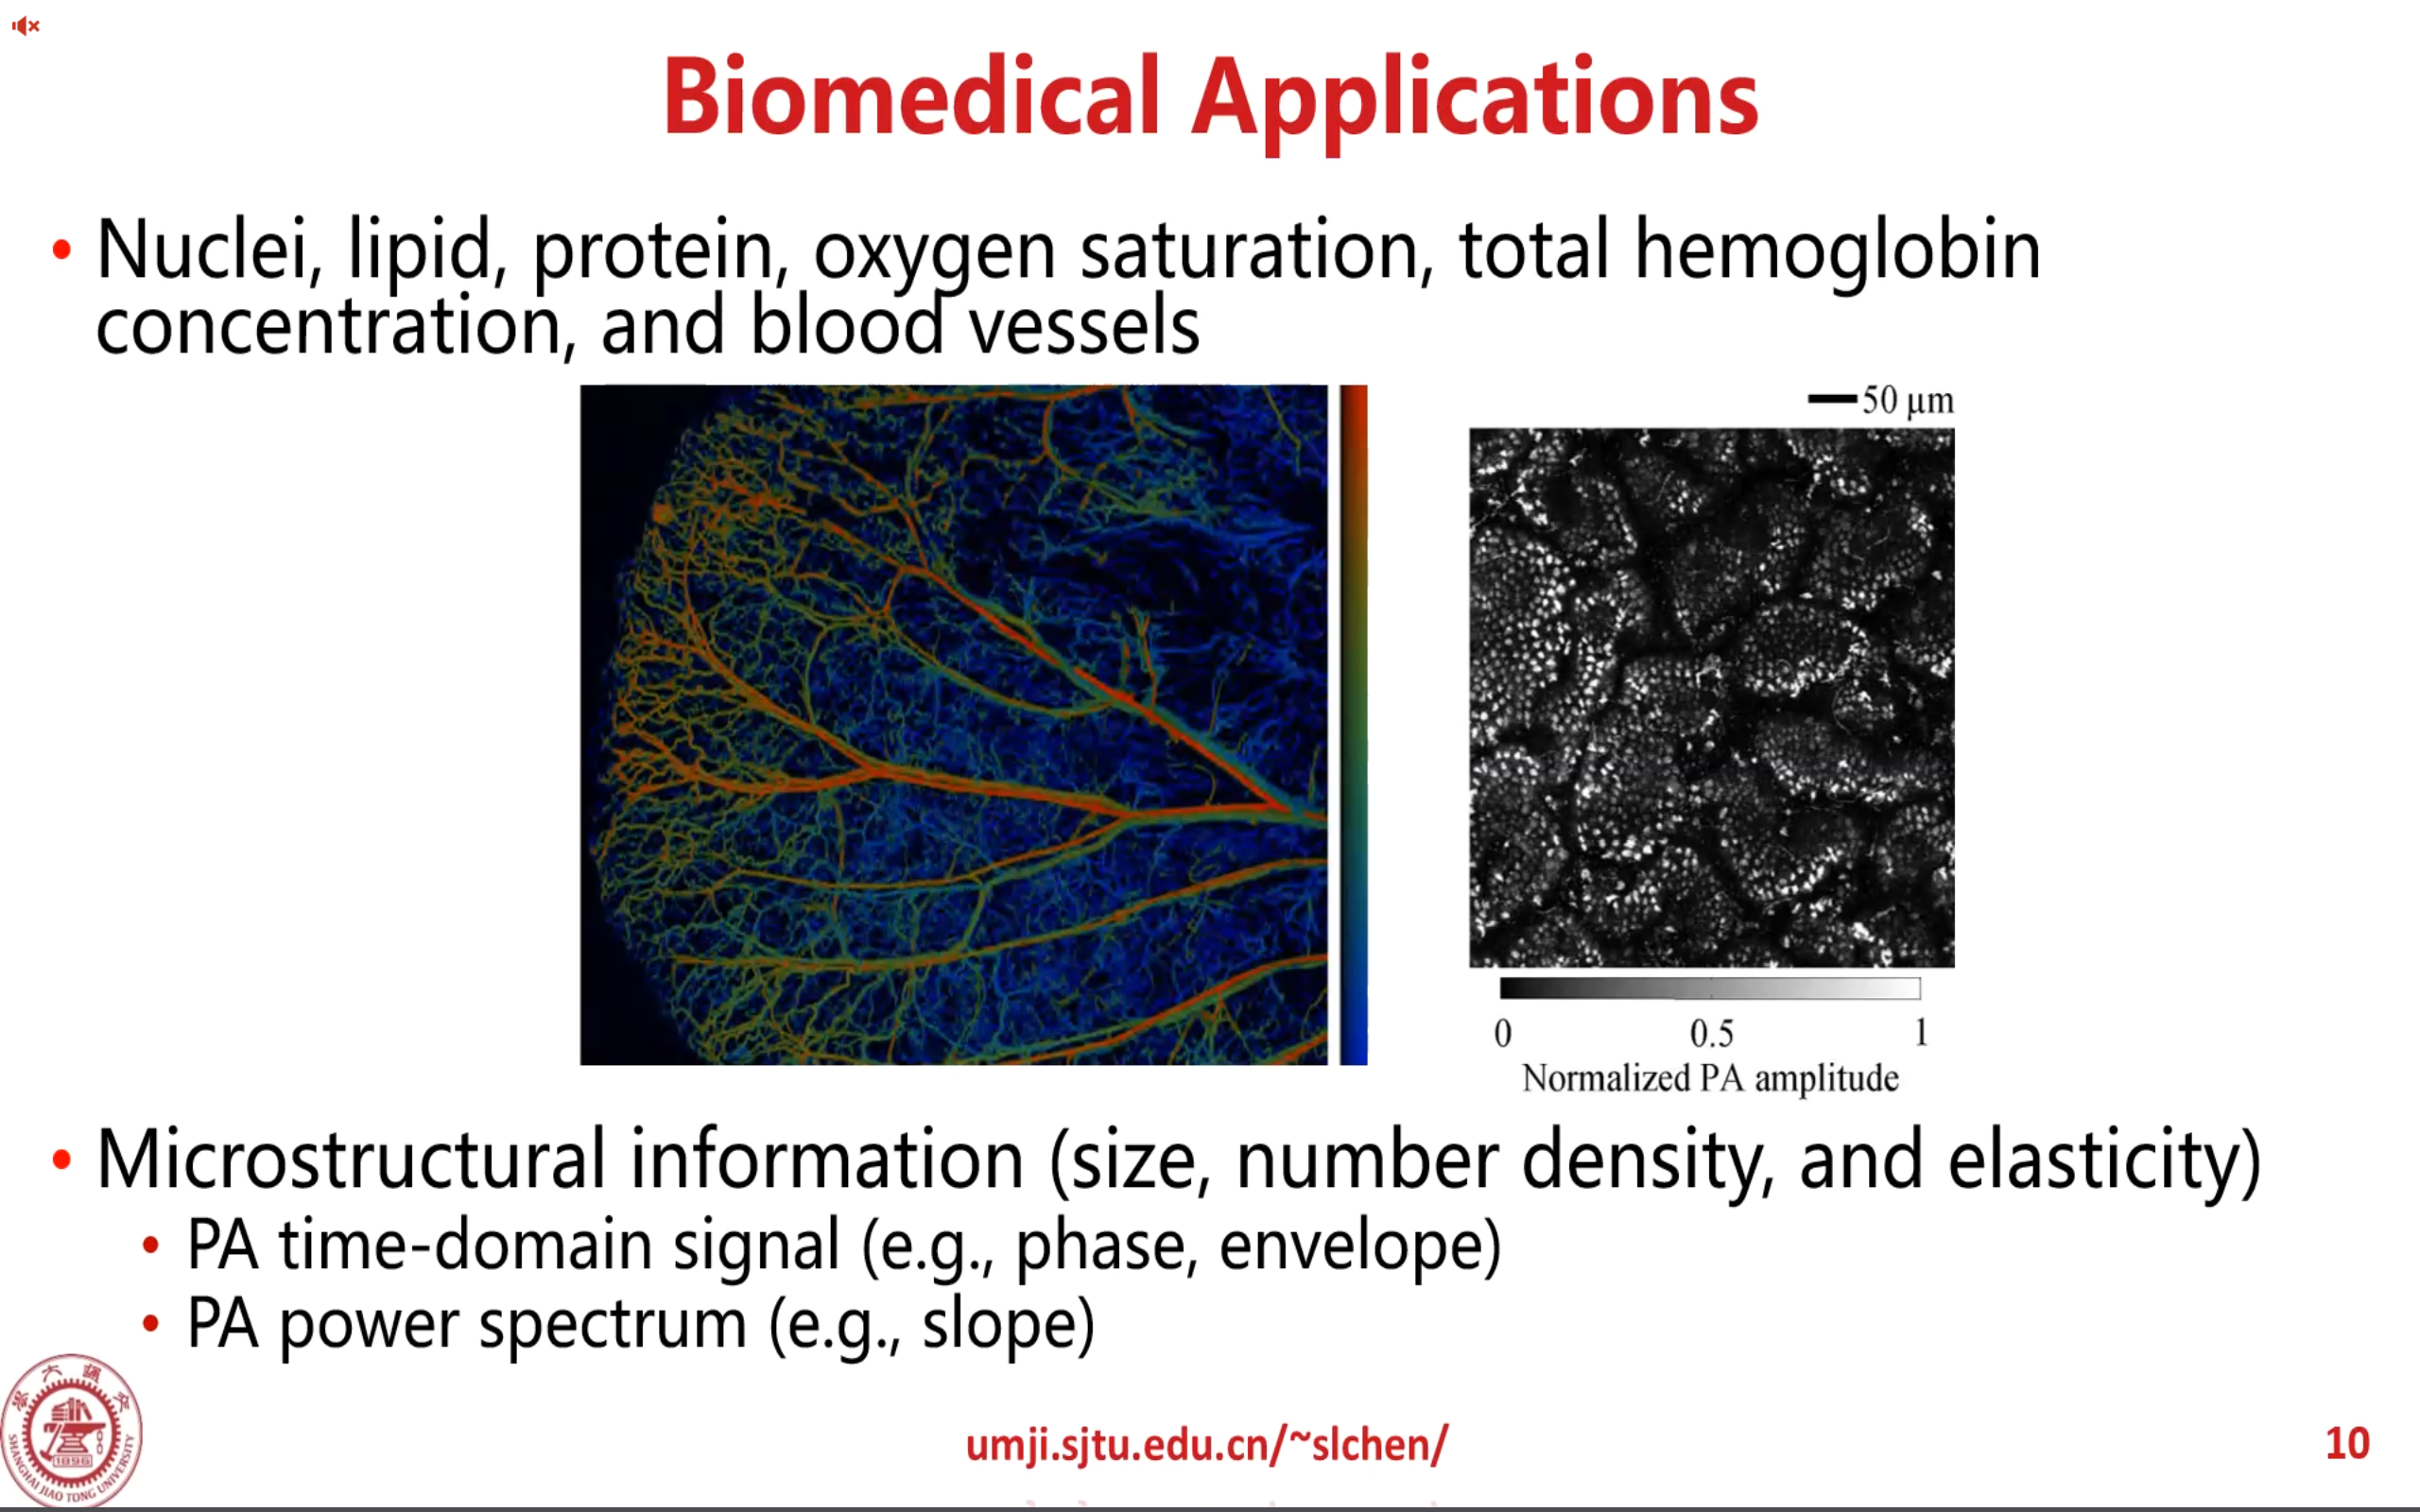 Biomedical Applications
• Nuclei, lipid, protein, oxygen saturation, total hemoglobin
concentration, and blood vessels
50 µm
0 0.5 1
Normalized PA amplitude
• Microstructural information (size, number density, and elasticity)
• PA time-domain signal (e.g., phase, envelope)
• PA power spectrum (e.g., slope)
SHANGHAI JIAO TONG UNIVERSITY
1896
umji.sjtu.edu.cn/~slchen/
10